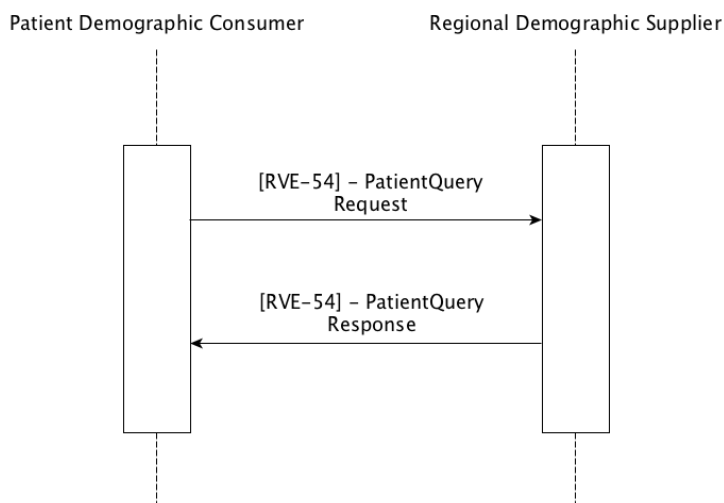 Patient Demographic Consumer
Regional Demographic Supplier
[RVE-54] - PatientQuery
Request
[RVE-54] - PatientQuery
Response